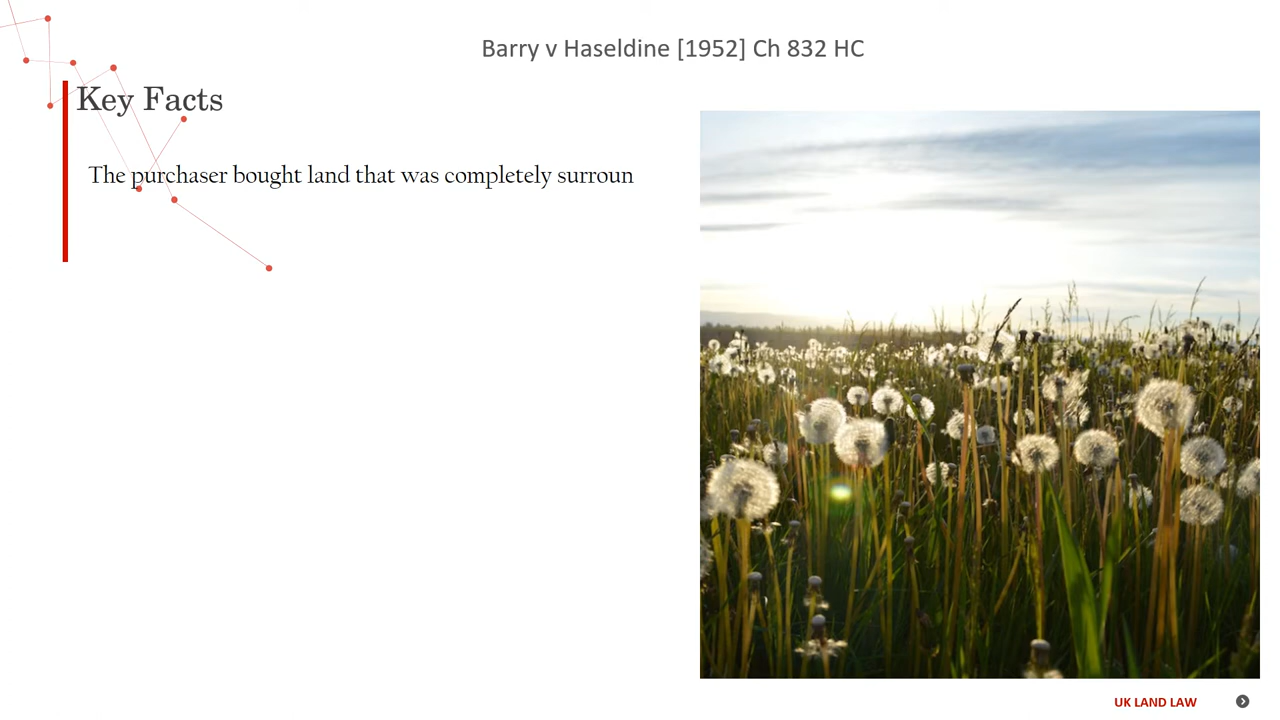 Barry v Haseldine [1952] Ch 832 HC
Key Facts
The purchaser bought land that was completely surroun
UK LAND LAW